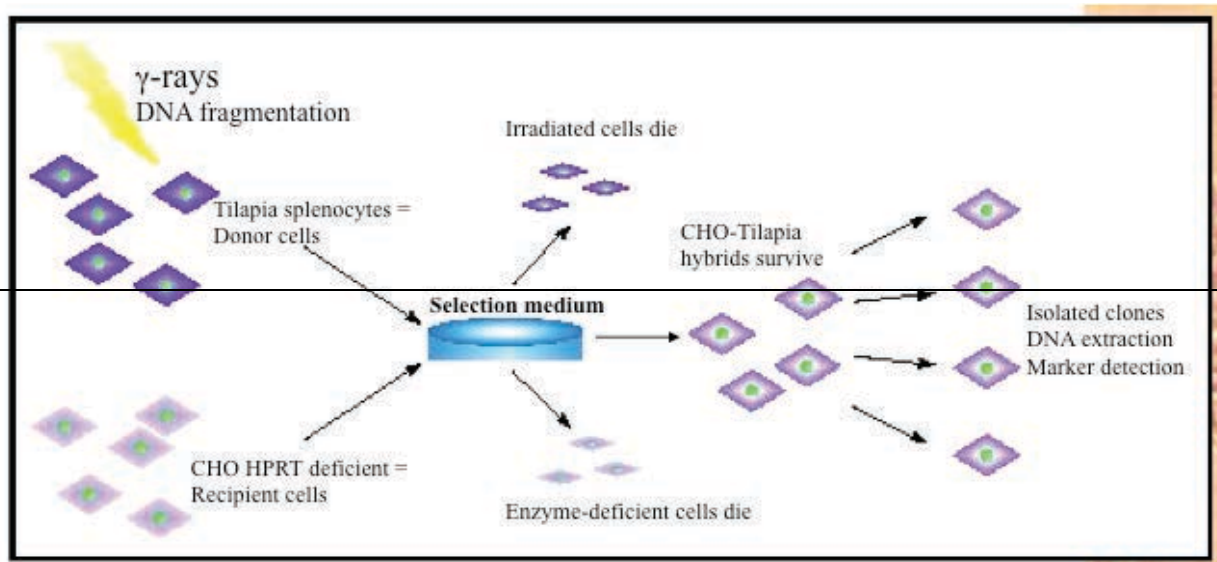 γ-rays
DNA fragmentation
Irradiated cells die
Tilapia splenocytes =
Donor cells
CHO-Tilapia
hybrids survive
Selection medium
Isolated clones
DNA extraction
Marker detection
CHO HPRT deficient =
Recipient cells
Enzyme-deficient cells die